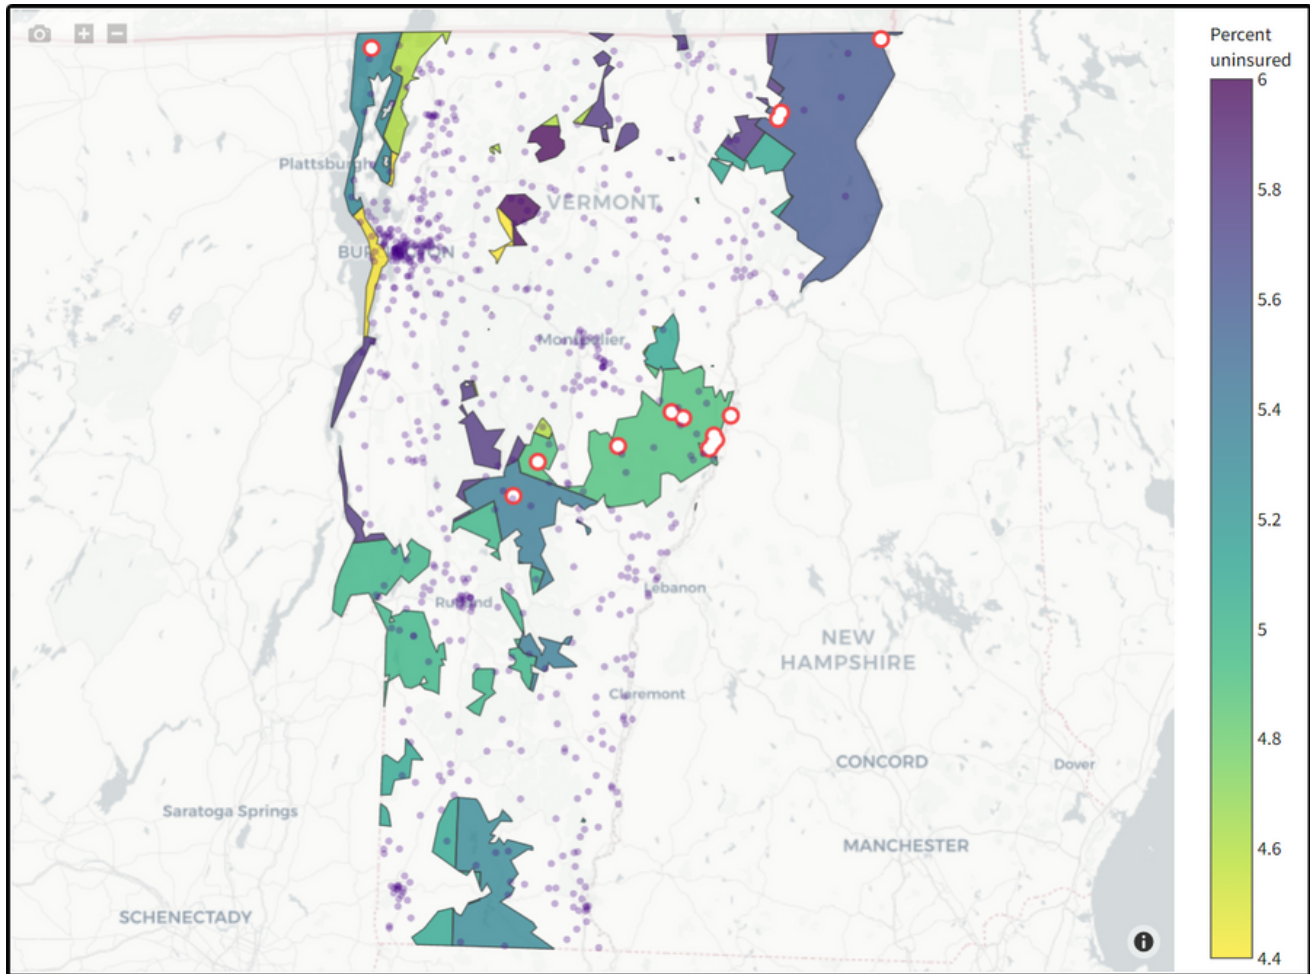 Percent
uninsured
6
5.8
5.6
5.4
5.2
5
4.8
4.6
4.4
Plattsburgh
VERMONT
BURLINGTON
Montpelier
Rutland
Lebanon
NEW
HAMPSHIRE
Claremont
CONCORD
Dover
Saratoga Springs
MANCHESTER
SCHENECTADY